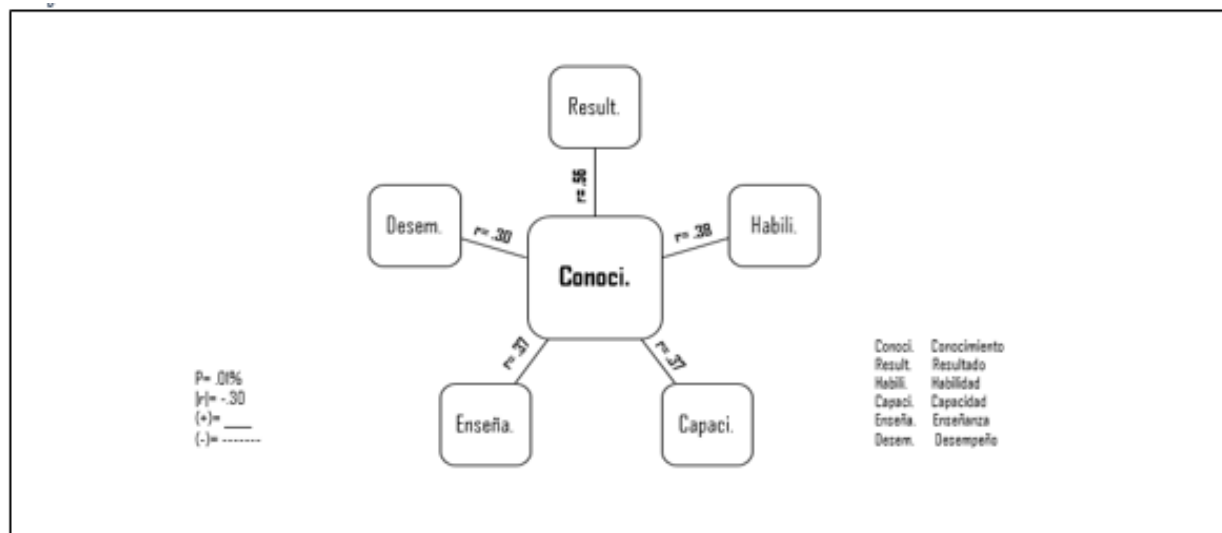 Result.
r= .56
Desem.
r= .30
r= .38
Habili.
Conoci.
r= .37
r= .37
Enseña.
Capaci.
P= .01%
|r|= -.30
(+)= ___
(-)= -------
Conoci. Conocimiento
Result. Resultado
Habili. Habilidad
Capaci. Capacidad
Enseña. Enseñanza
Desem. Desempeño